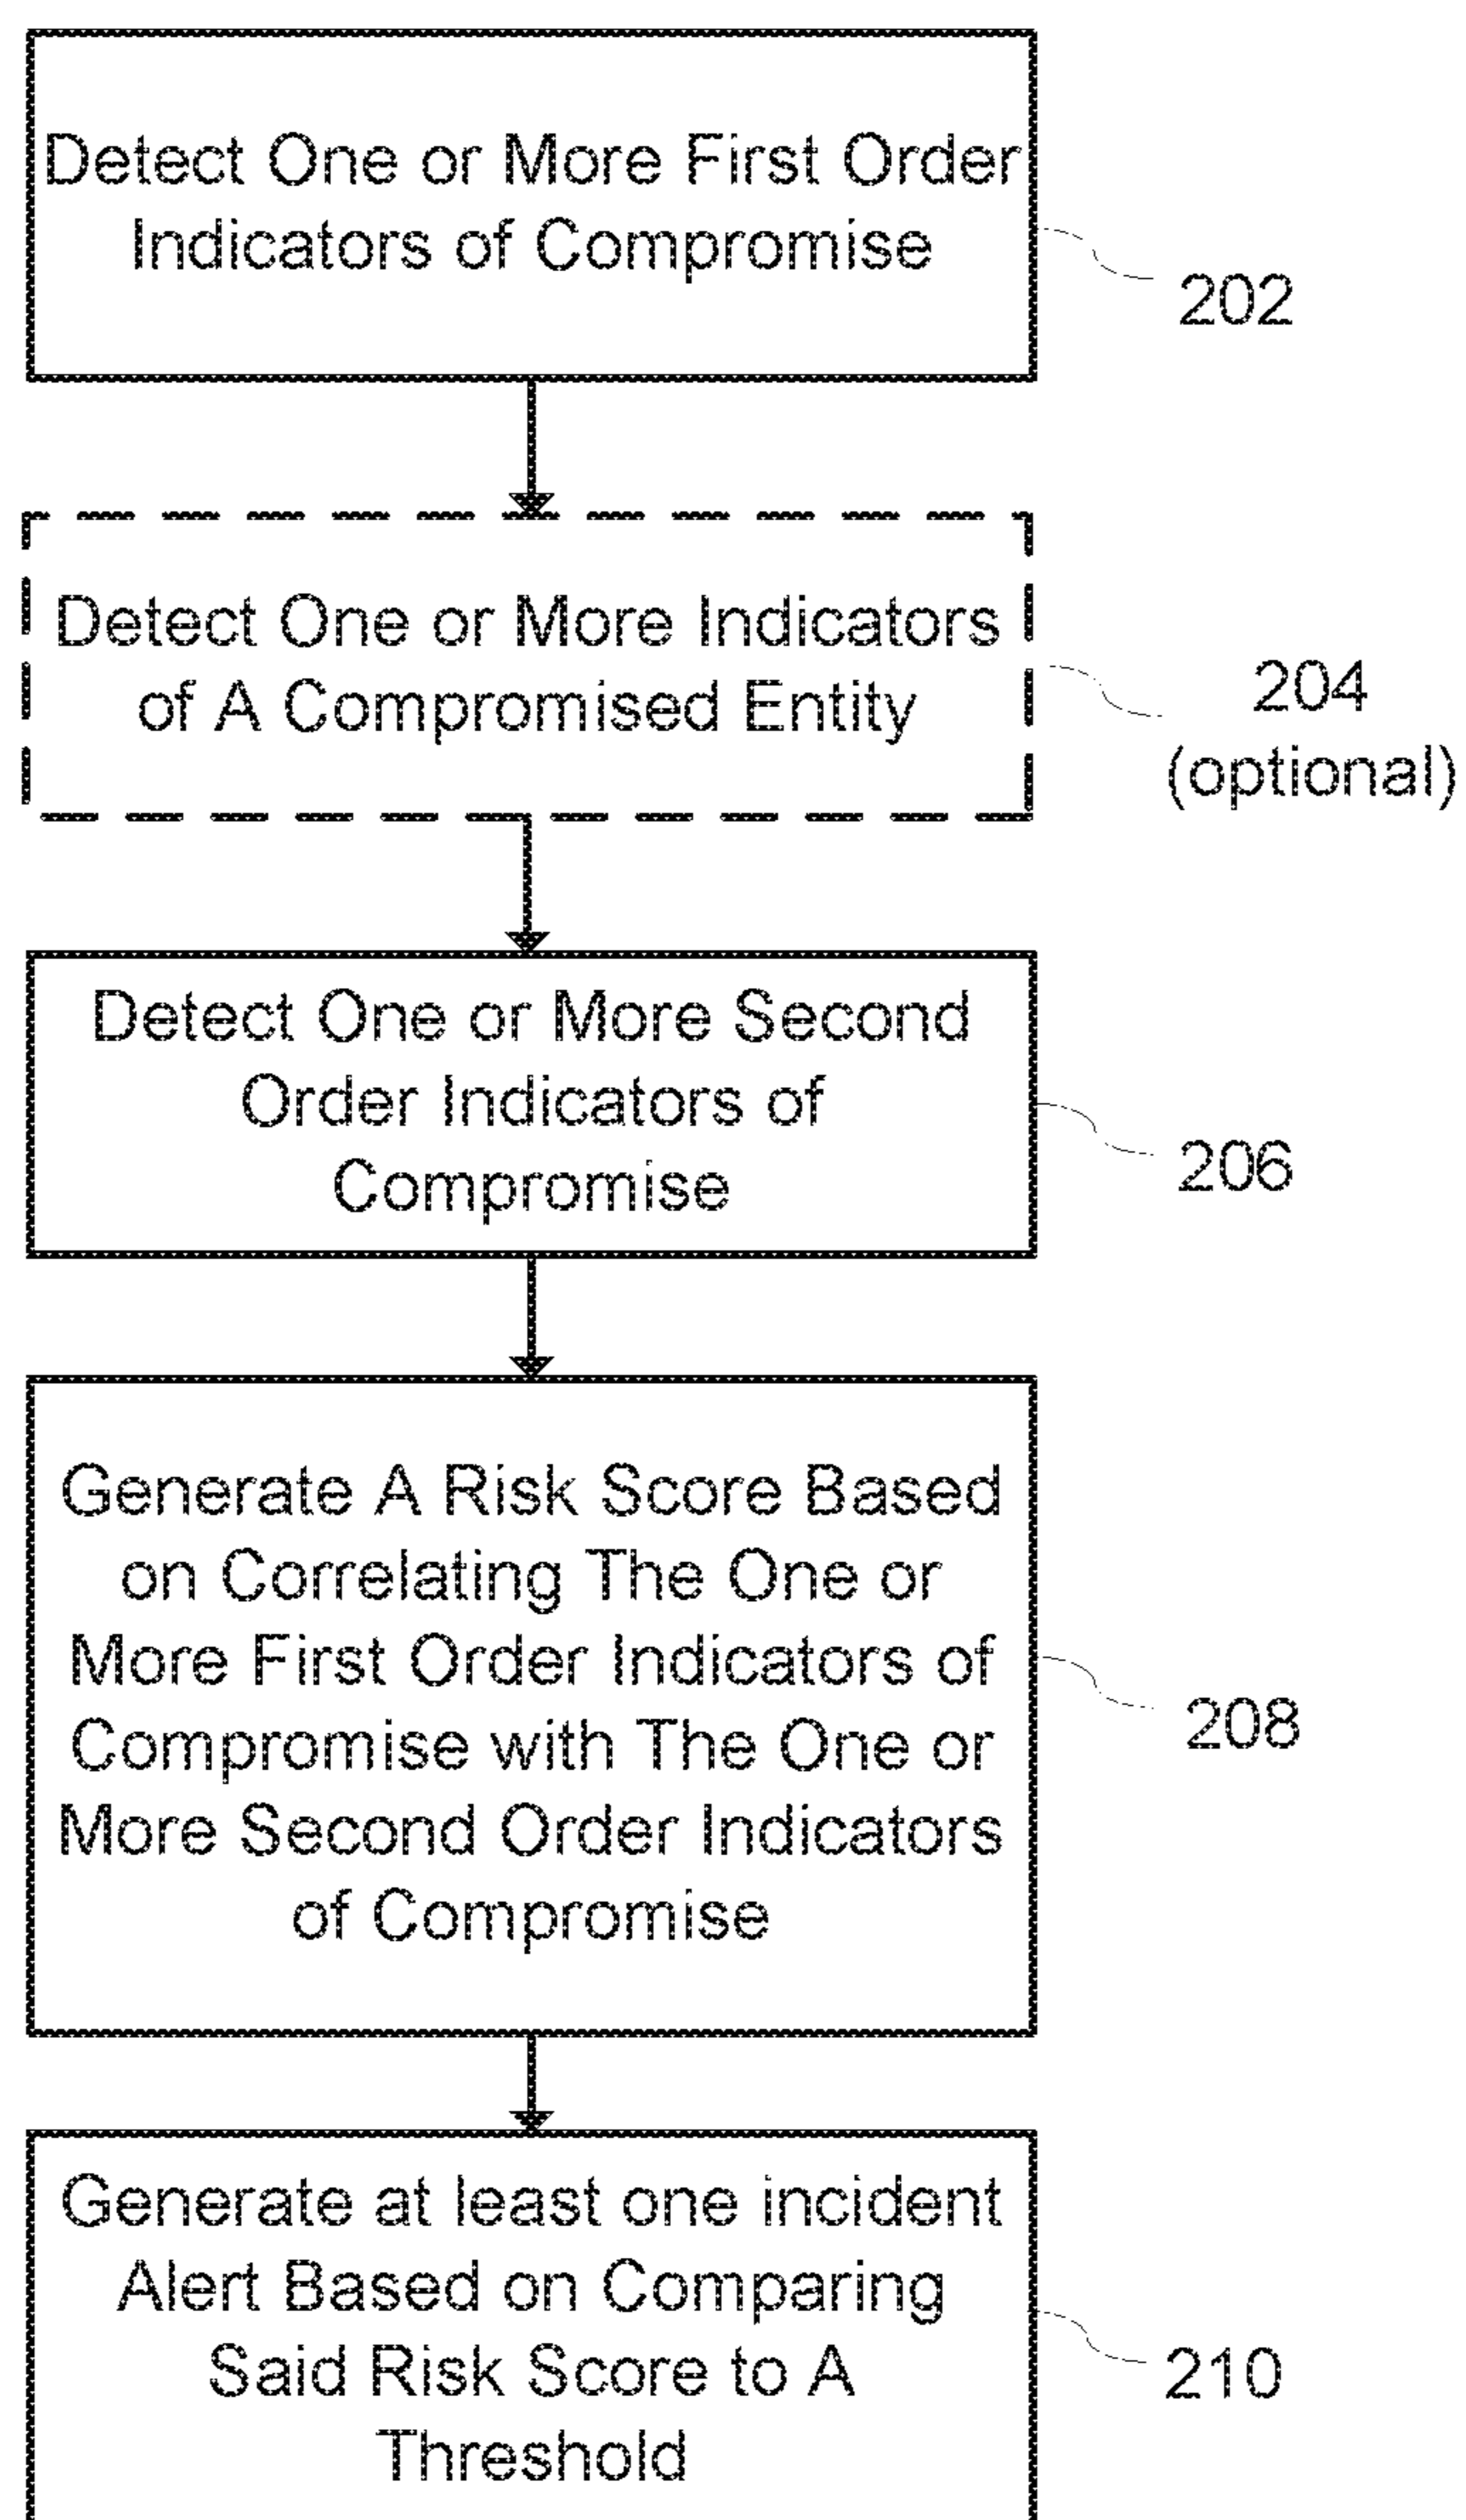 Detect One or More First Order
Indicators of Compromise
202
Detect One or More Indicators
of A Compromised Entity
204
(optional)
Detect One or More Second
Order Indicators of
Compromise
206
Generate A Risk Score Based
on Correlating The One or
More First Order Indicators of
Compromise with The One or
More Second Order Indicators
of Compromise
208
Generate at least one incident
Alert Based on Comparing
Said Risk Score to A
Threshold
210